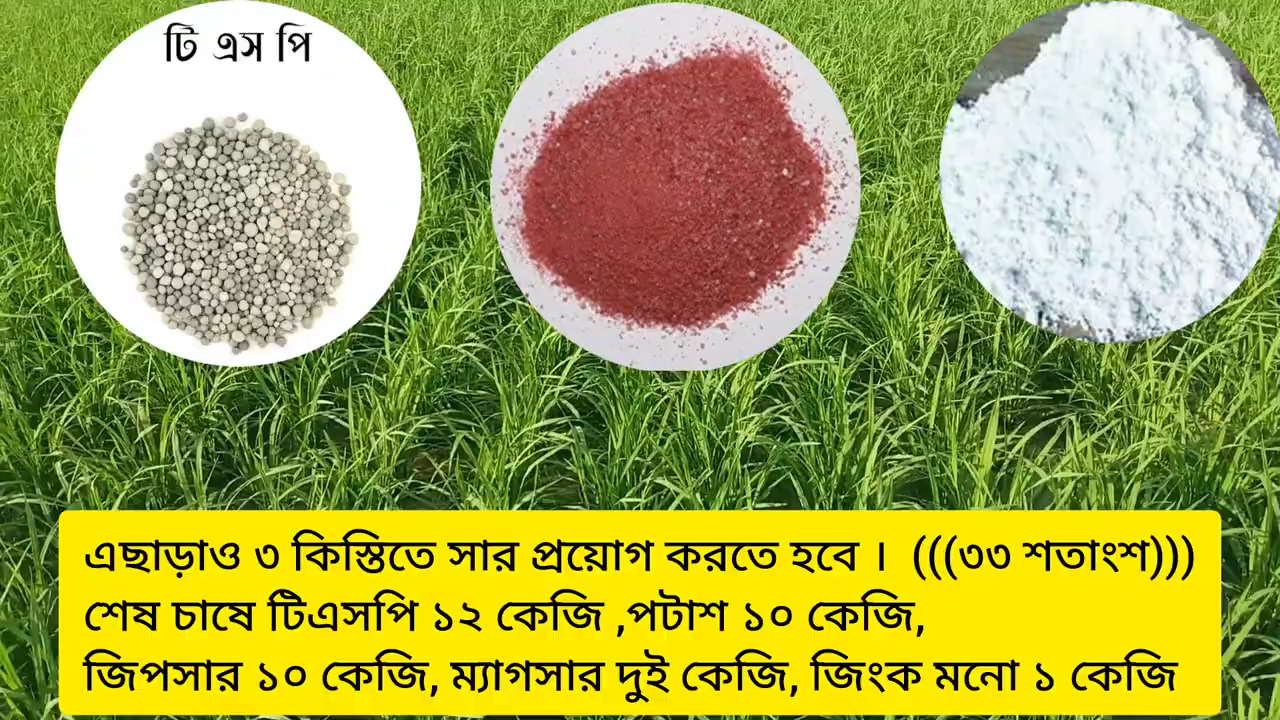 টি এস পি
এছাড়াও ৩ কিস্তিতে সার প্রয়োগ করতে হবে । (((৩৩ শতাংশ)))
শেষ চাষে টিএসপি ১২ কেজি ,পটাশ ১০ কেজি,
জিপসার ১০ কেজি, ম্যাগসার দুই কেজি, জিংক মনো ১ কেজি